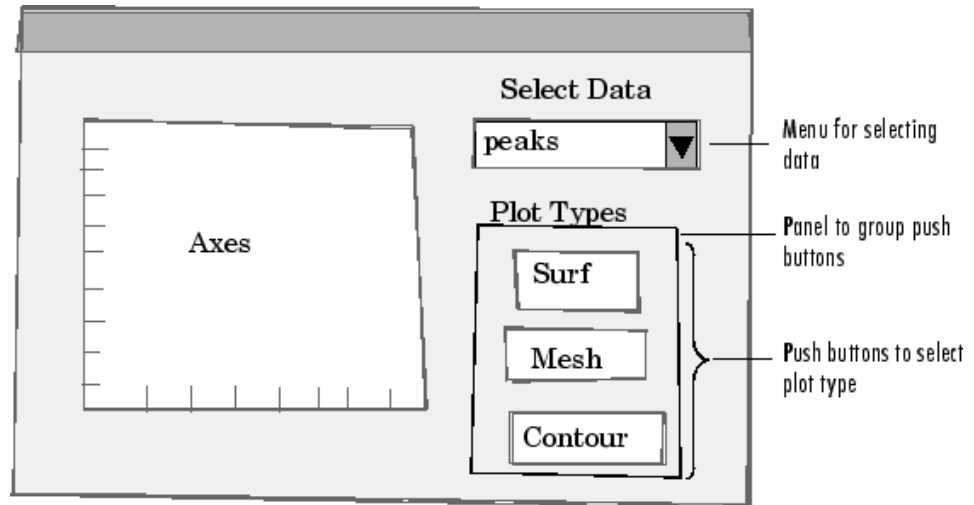 Select Data
peaks
Menu for selecting
data
Plot Types
Panel to group push
buttons
Axes
Surf
Mesh
Push buttons to select
plot type
Contour